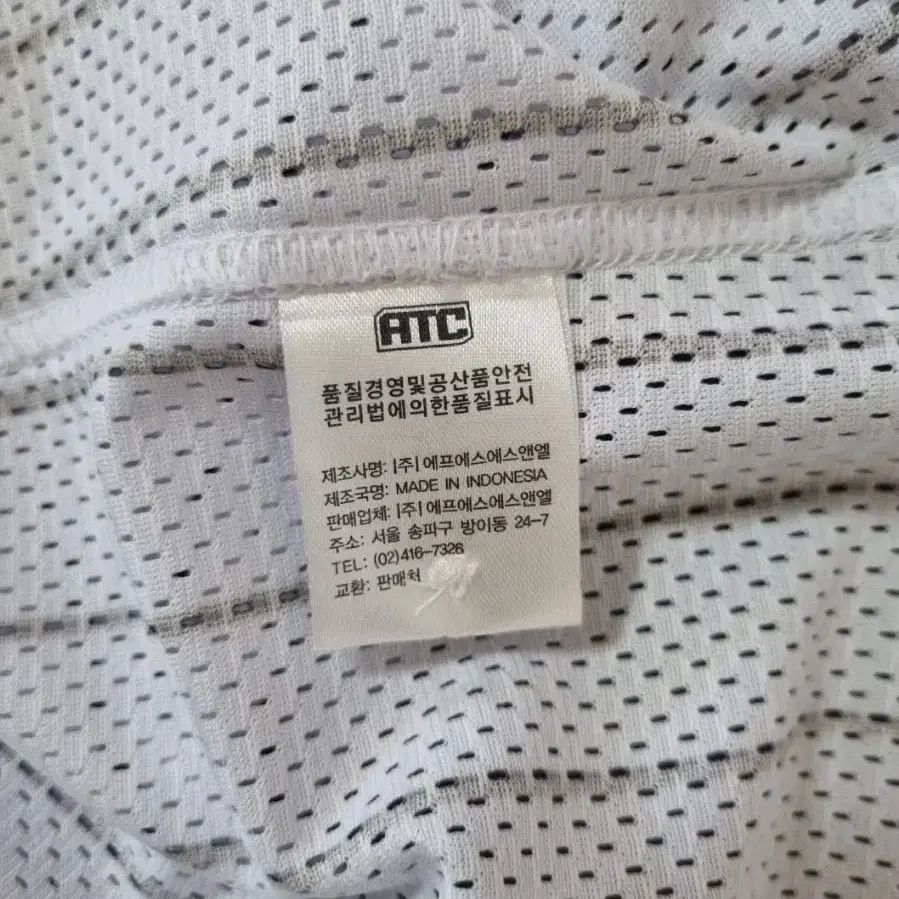 ATC
품질경영및공산품안전
관리법에의한품질표시
제조사명: |주| 에프에스에스앤엘
제조국명: MADE IN INDONESIA
판매업체: |주| 에프에스에스앤엘
주소: 서울 송파구 방이동 24-7
TEL: (02)416-7326
교환: 판매처